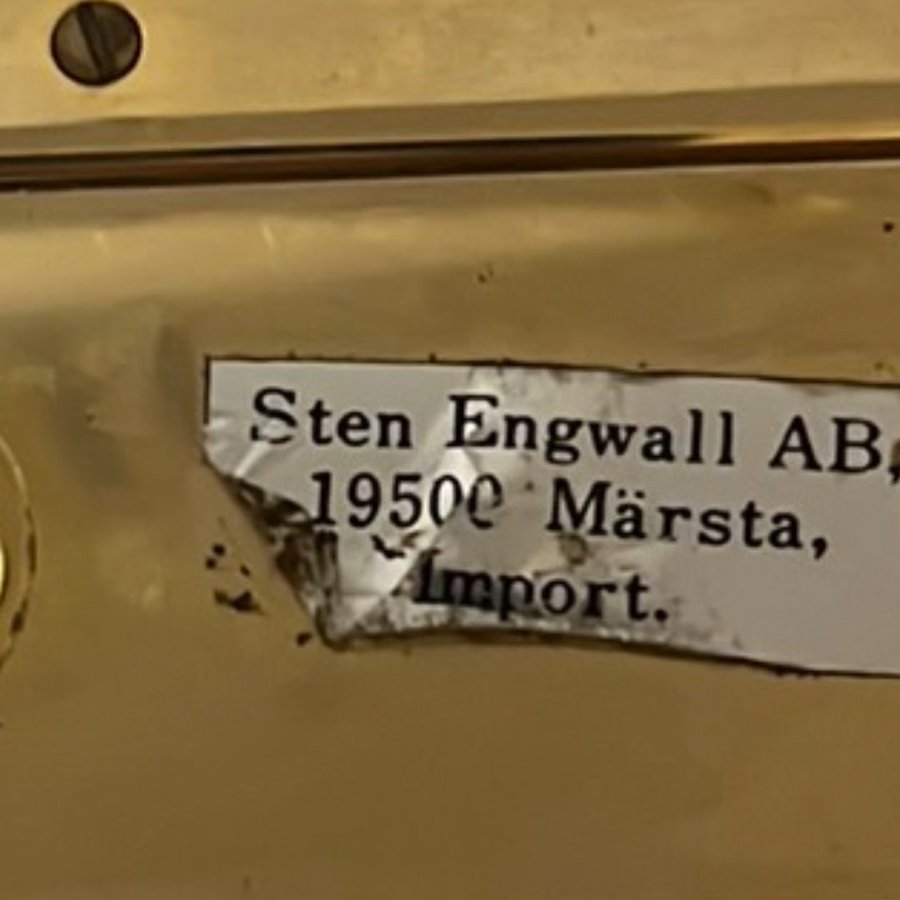 Sten Engwall AB,
19500 Märsta,
Import.